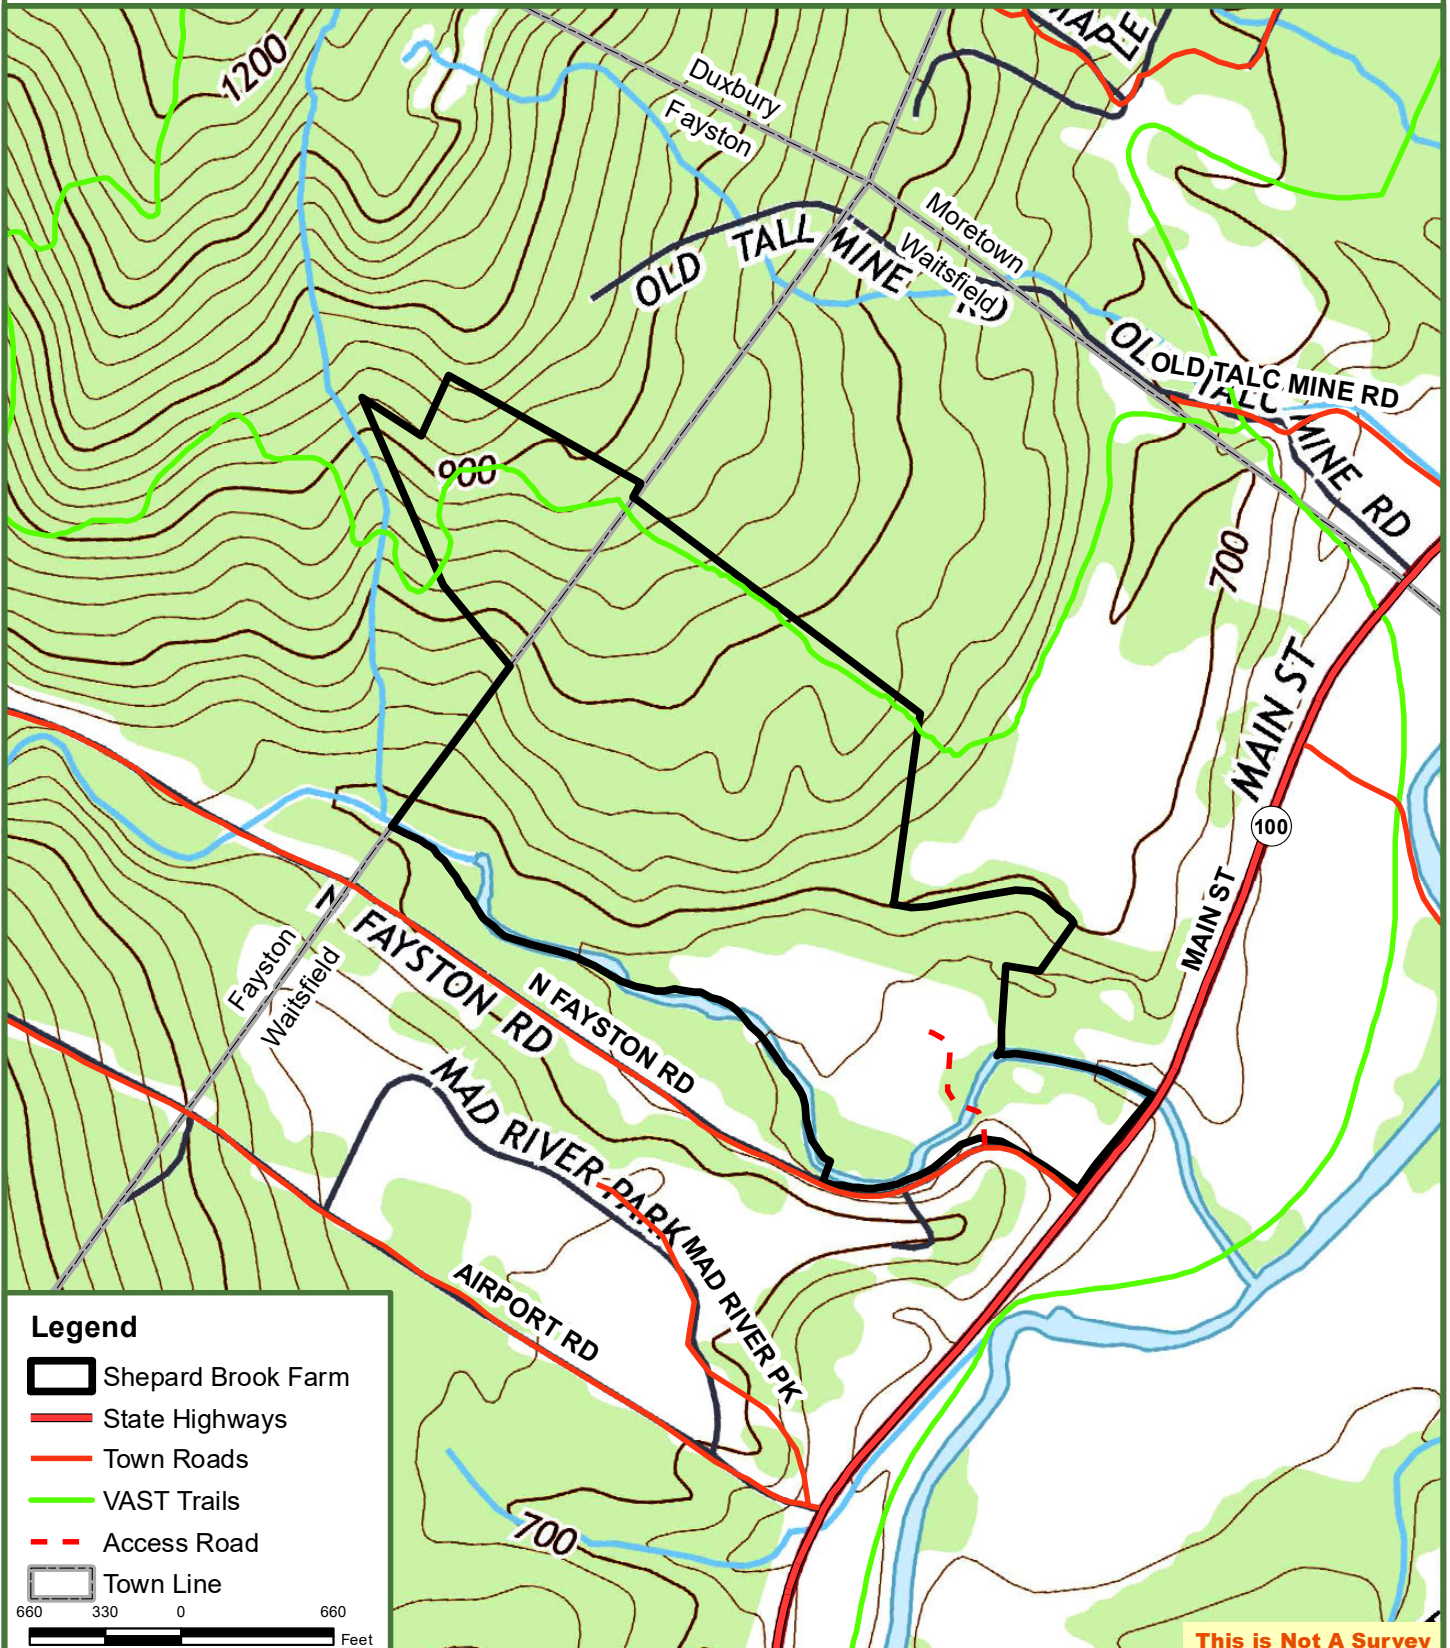 1200
MAPLE
Duxbury
Fayston
Moretown
Waitsfield
OLD TALL MINE RD
OLD TALC MINE RD
OLD TALC MINE RD
900
700
MAIN ST
100
MAIN ST
N FAYSTON RD
N FAYSTON RD
Fayston
Waitsfield
MAD RIVER PARK
MAD RIVER PK
AIRPORT RD
700
Legend
Shepard Brook Farm
State Highways
Town Roads
VAST Trails
Access Road
Town Line
660 330 0 660
Feet
This is Not A Survey